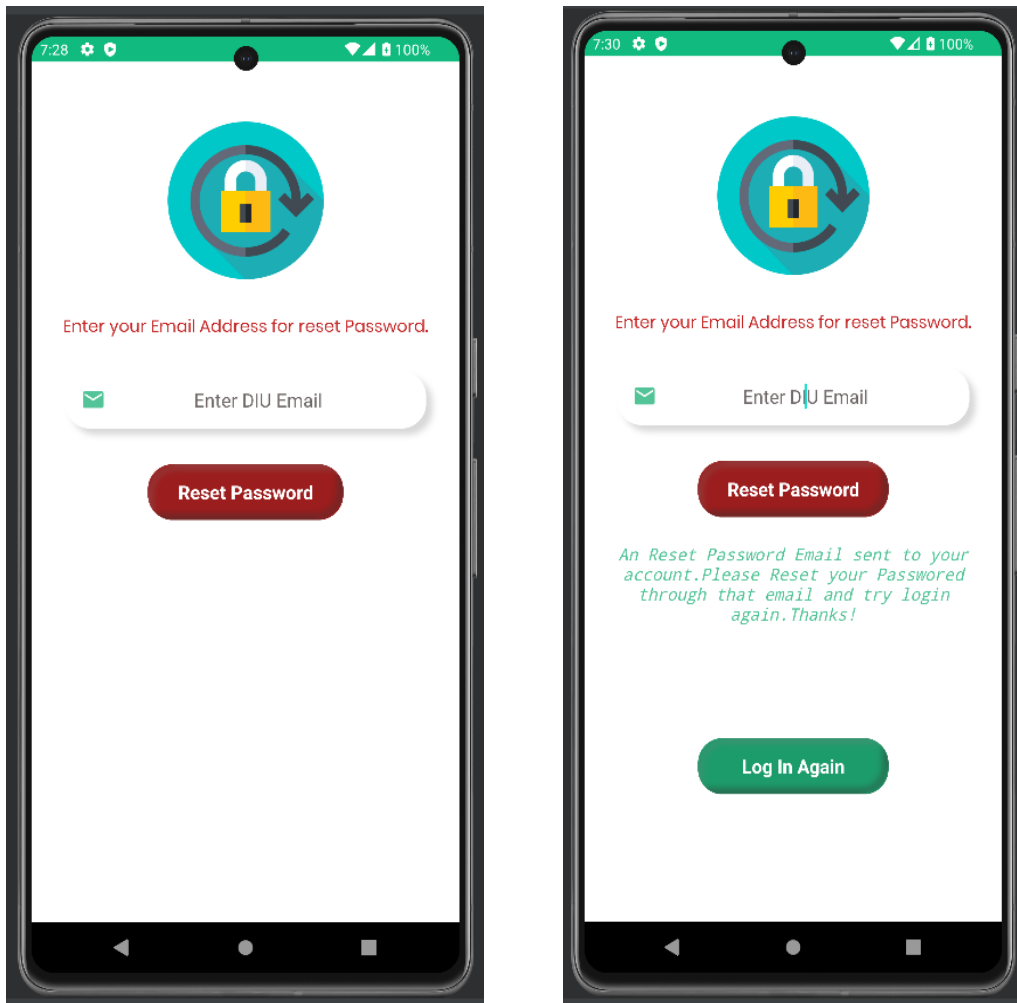 7:28
100%
Enter your Email Address for reset Password.
Enter DIU Email
Reset Password
7:30
100%
Enter your Email Address for reset Password.
Enter DIU Email
Reset Password
An Reset Password Email sent to your
account.Please Reset your Passwored
through that email and try login
again.Thanks!
Log In Again